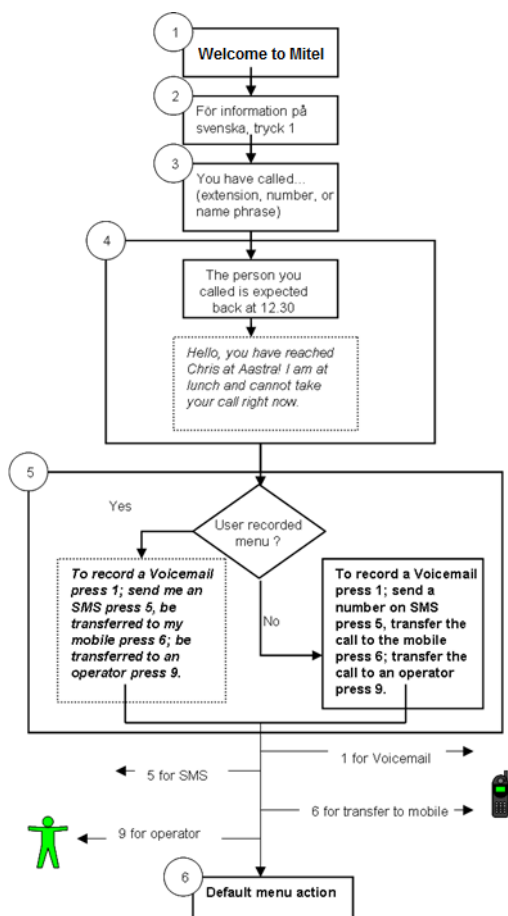 1
Welcome to Mitel
2
För information på
svenska, tryck 1
3
You have called...
(extension, number, or
name phrase)
4
The person you
called is expected
back at 12.30
Hello, you have reached
Chris at Aastra! I am at
lunch and cannot take
your call right now.
5
Yes
User recorded
menu ?
No
To record a Voicemail
press 1; send me an
SMS press 5, be
transferred to my
mobile press 6; be
transferred to an
operator press 9.
To record a Voicemail
press 1; send a
number on SMS
press 5, transfer the
call to the mobile
press 6; transfer the
call to an operator
press 9.
1 for Voicemail
5 for SMS
6 for transfer to mobile
9 for operator
6
Default menu action